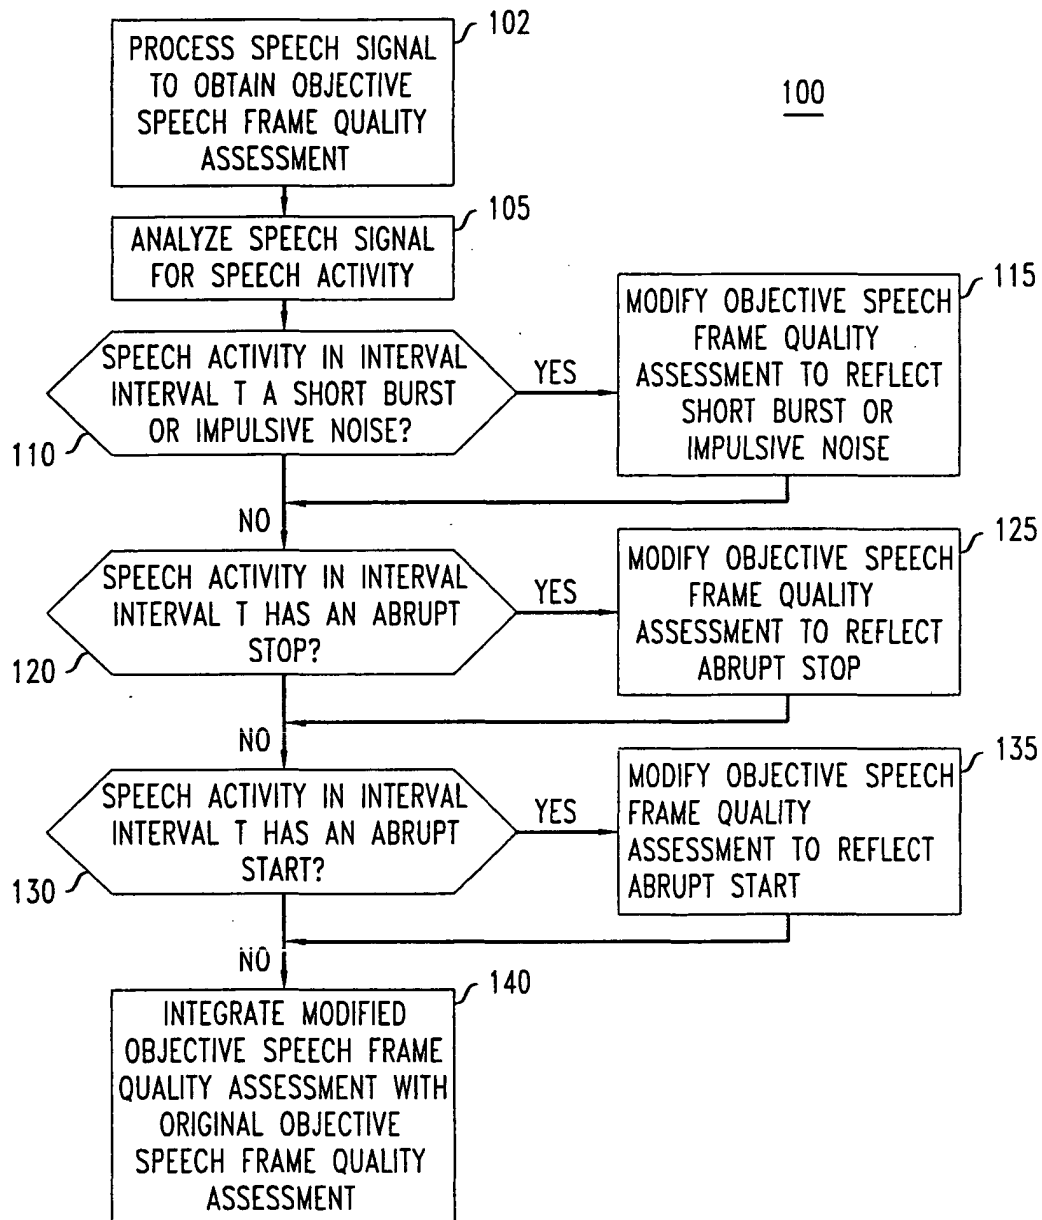 102
PROCESS SPEECH SIGNAL
TO OBTAIN OBJECTIVE
SPEECH FRAME QUALITY
ASSESSMENT
100
105
ANALYZE SPEECH SIGNAL
FOR SPEECH ACTIVITY
SPEECH ACTIVITY IN INTERVAL
INTERVAL T A SHORT BURST
OR IMPULSIVE NOISE?
110
YES
115
MODIFY OBJECTIVE SPEECH
FRAME QUALITY
ASSESSMENT TO REFLECT
SHORT BURST OR
IMPULSIVE NOISE
NO
SPEECH ACTIVITY IN INTERVAL
INTERVAL T HAS AN ABRUPT
STOP?
120
YES
125
MODIFY OBJECTIVE SPEECH
FRAME QUALITY
ASSESSMENT TO REFLECT
ABRUPT STOP
NO
SPEECH ACTIVITY IN INTERVAL
INTERVAL T HAS AN ABRUPT
START?
130
YES
135
MODIFY OBJECTIVE SPEECH
FRAME QUALITY
ASSESSMENT TO REFLECT
ABRUPT START
NO
140
INTEGRATE MODIFIED
OBJECTIVE SPEECH FRAME
QUALITY ASSESSMENT WITH
ORIGINAL OBJECTIVE
SPEECH FRAME QUALITY
ASSESSMENT